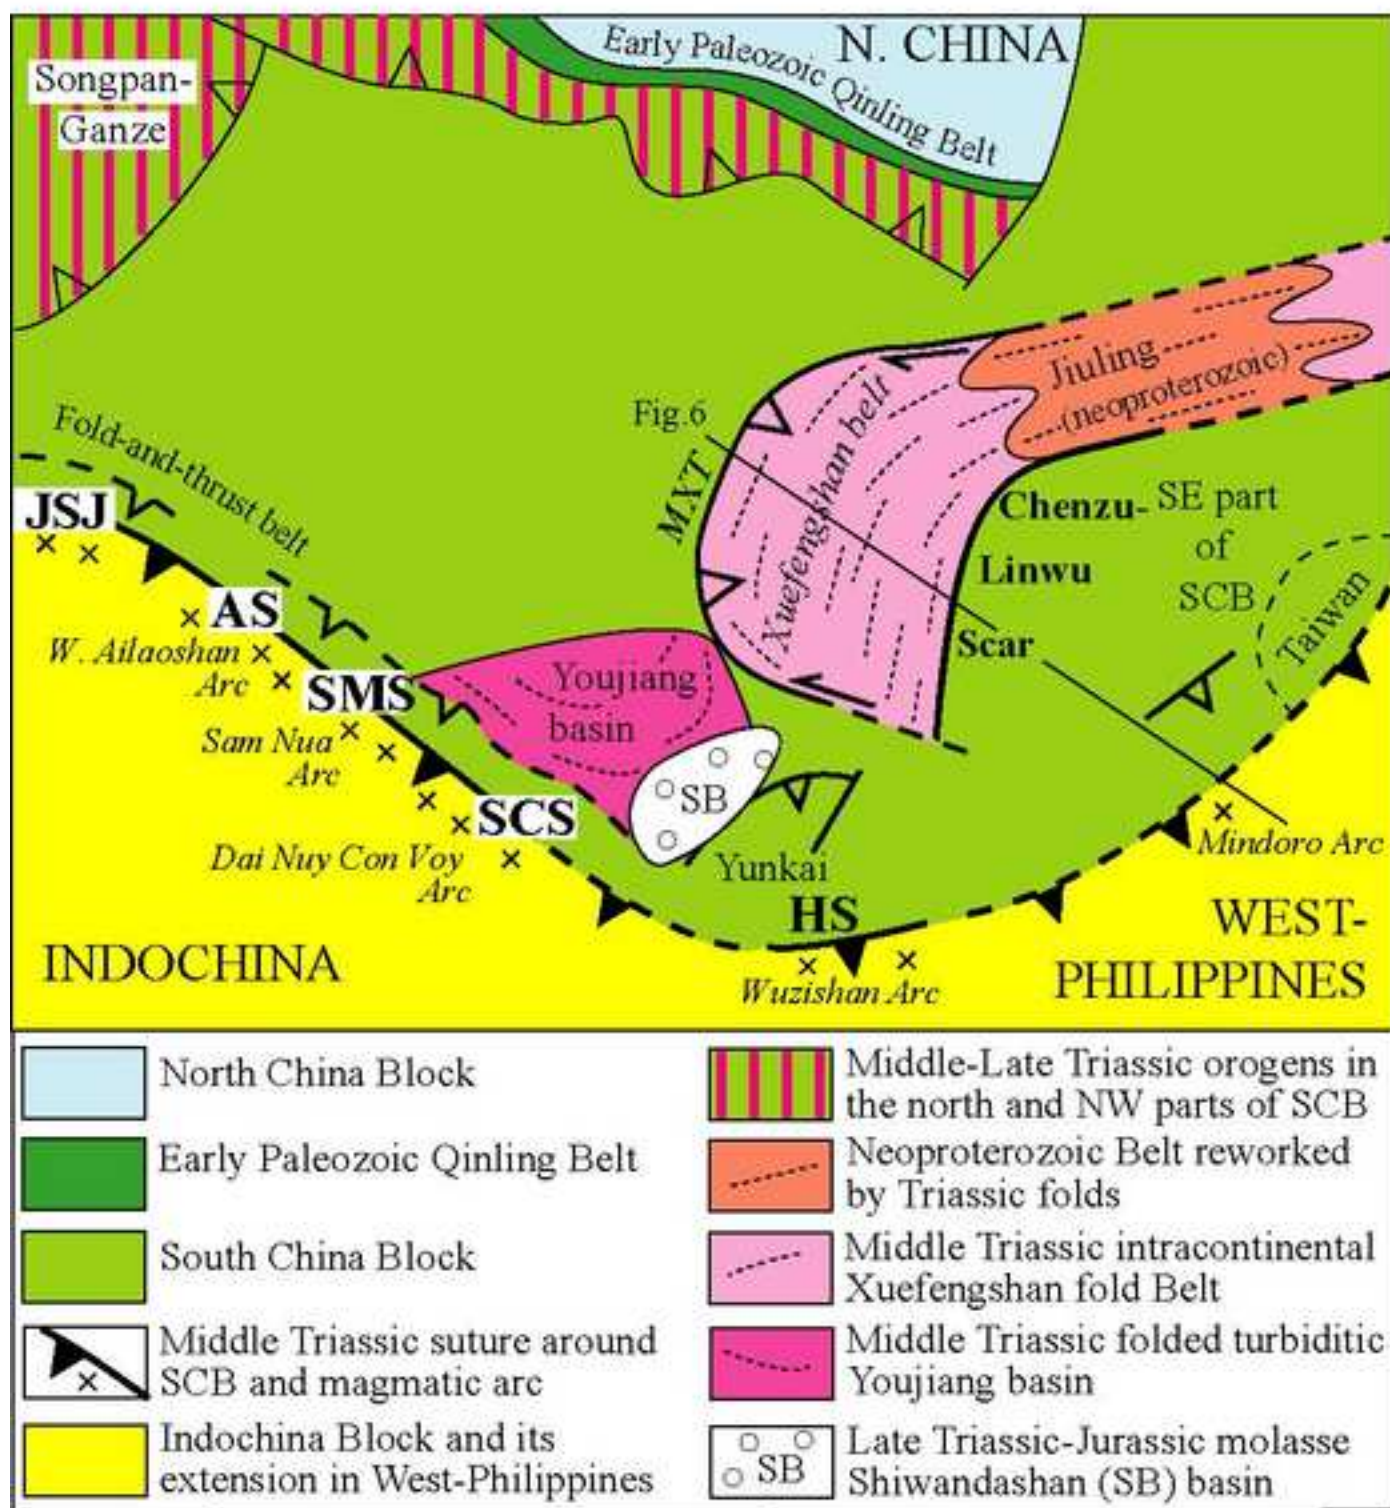 N. CHINA
Early Paleozoic Qinling Belt
Songpan-
Ganze
Jiuling
(neoproterozoic)
Fig.6
MXT
Xuefengshan belt
Fold-and-thrust belt
JSJ
Chenzu-
Linwu
Scar
SE part
of
SCB
Taiwan
AS
W. Ailaoshan
Arc
SMS
Youjiang
basin
Sam Nua
Arc
SB
SCS
Dai Nuy Con Voy
Arc
Yunkai
HS
Mindoro Arc
INDOCHINA
WEST-
PHILIPPINES
Wuzishan Arc
North China Block
Early Paleozoic Qinling Belt
South China Block
Middle Triassic suture around
SCB and magmatic arc
Indochina Block and its
extension in West-Philippines
Middle-Late Triassic orogens in
the north and NW parts of SCB
Neoproterozoic Belt reworked
by Triassic folds
Middle Triassic intracontinental
Xuefengshan fold Belt
Middle Triassic folded turbiditic
Youjiang basin
SB
Late Triassic-Jurassic molasse
Shiwandashan (SB) basin